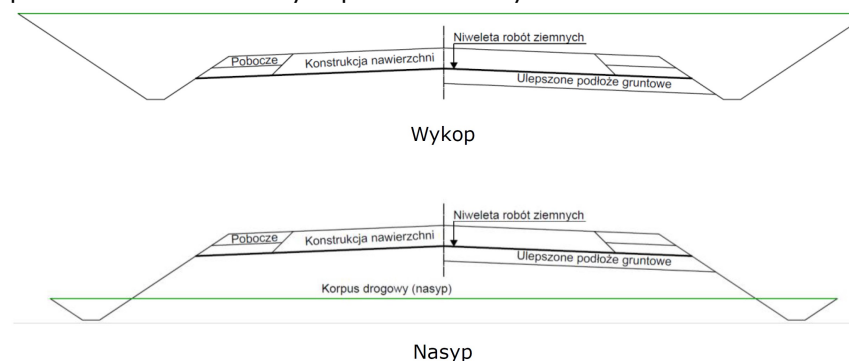 Niweleta robót ziemnych
Pobocze
Konstrukcja nawierzchni
Ulepszone podłoże gruntowe
Wykop
Niweleta robót ziemnych
Pobocze
Konstrukcja nawierzchni
Ulepszone podłoże gruntowe
Korpus drogowy (nasyp)
Nasyp